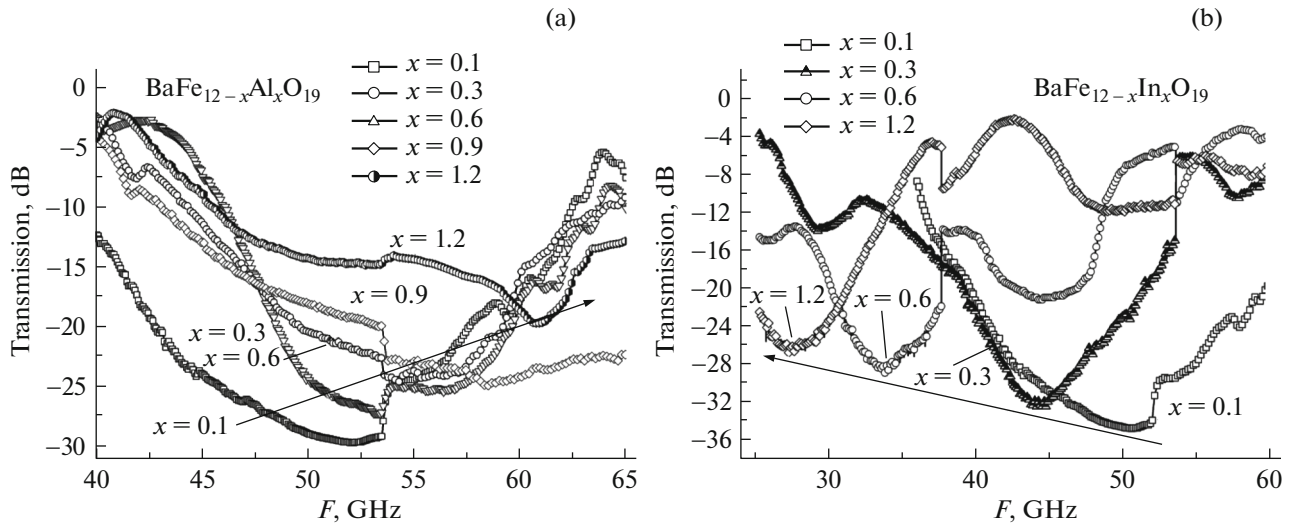 (a)
BaFe12 – xAlxO19
x = 0.1
x = 0.3
x = 0.6
x = 0.9
x = 1.2
0
–5
–10
–15
–20
–25
–30
Transmission, dB
x = 1.2
x = 0.9
x = 0.3
x = 0.6
x = 0.1
40
45
50
55
60
65
F, GHz
(b)
x = 0.1
x = 0.3
x = 0.6
x = 1.2
BaFe12 – xInxO19
0
–4
–8
–12
–16
–20
–24
–28
–32
–36
Transmission, dB
x = 1.2
x = 0.6
x = 0.3
x = 0.1
30
40
50
60
F, GHz